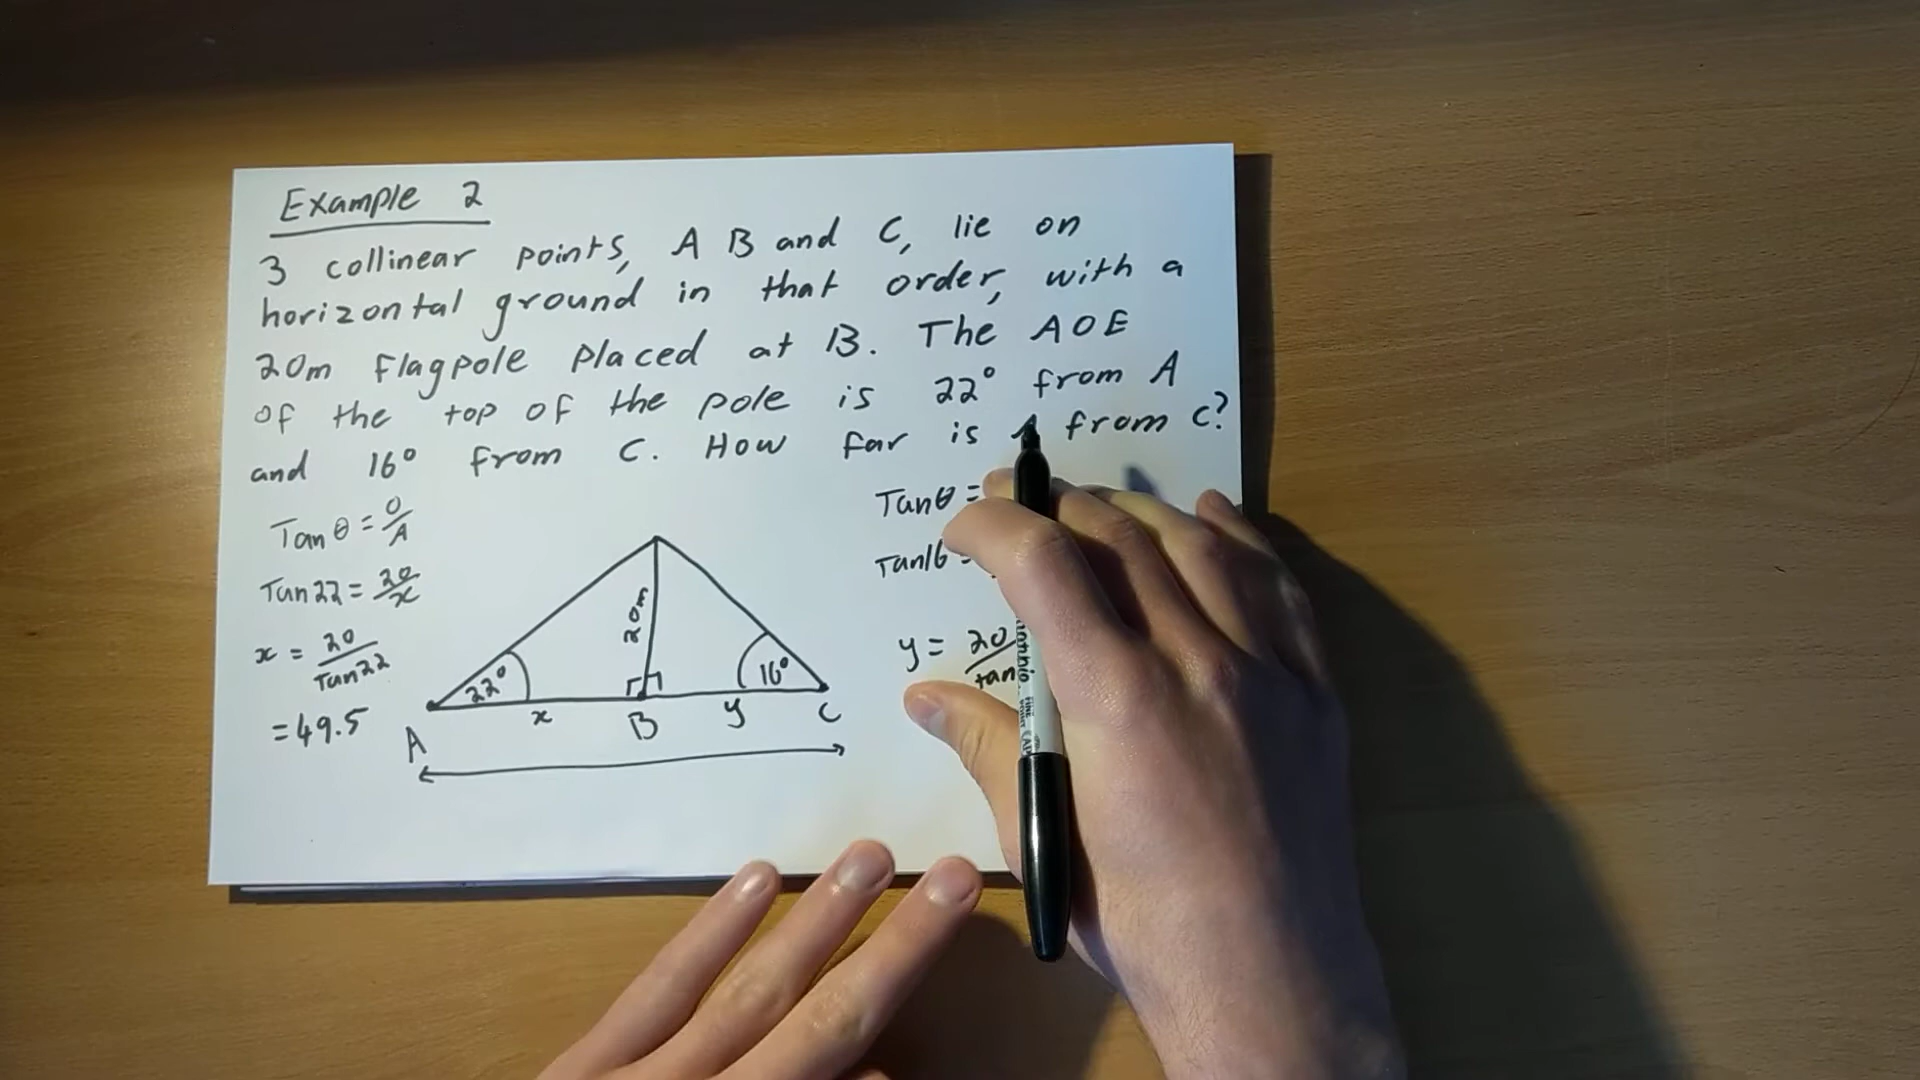 Example 2
3 collinear points, A B and C, lie on
horizontal ground in that order, with a
20m flagpole placed at B. The AOE
of the top of the pole is 22° from A
and 16° from C. How far is from C?
Tanθ = O/A
Tan22 = 20/x
x = 20/Tan22
= 49.5
Tanθ =
Tan16 =
y = 20/tan
20m
22°
16°
x
B
y
C
A
FINE